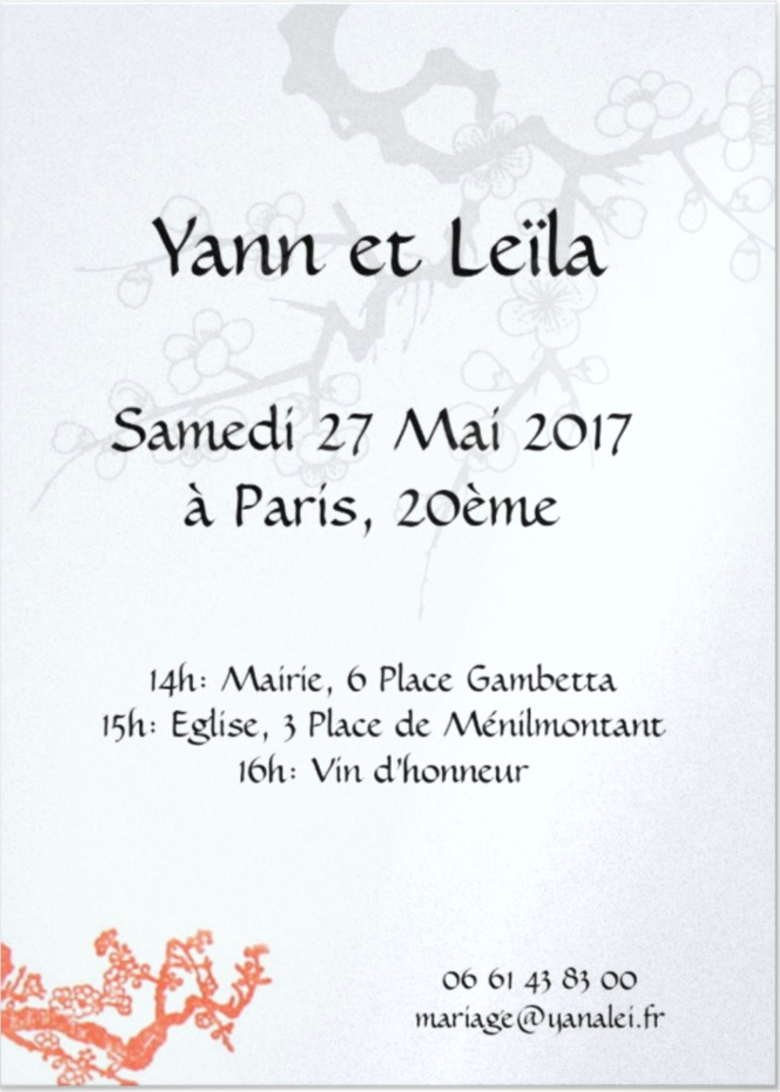 Yann et Leïla
Samedi 27 Mai 2017
à Paris, 20ème
14h: Mairie, 6 Place Gambetta
15h: Eglise, 3 Place de Ménilmontant
16h: Vin d'honneur
06 61 43 83 00
mariage@yanalei.fr